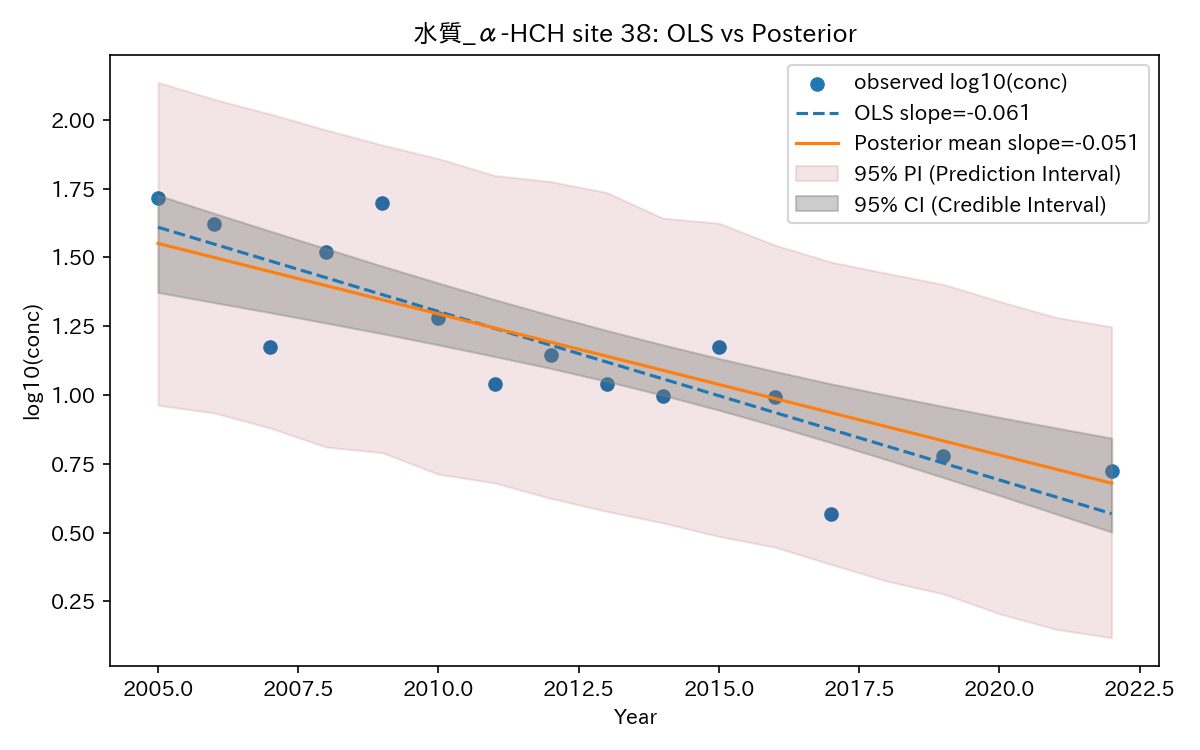 水質_α-HCH site 38: OLS vs Posterior
observed log10(conc)
OLS slope=-0.061
Posterior mean slope=-0.051
95% PI (Prediction Interval)
95% CI (Credible Interval)
log10(conc)
2.00
1.75
1.50
1.25
1.00
0.75
0.50
0.25
2005.0 2007.5 2010.0 2012.5 2015.0 2017.5 2020.0 2022.5
Year